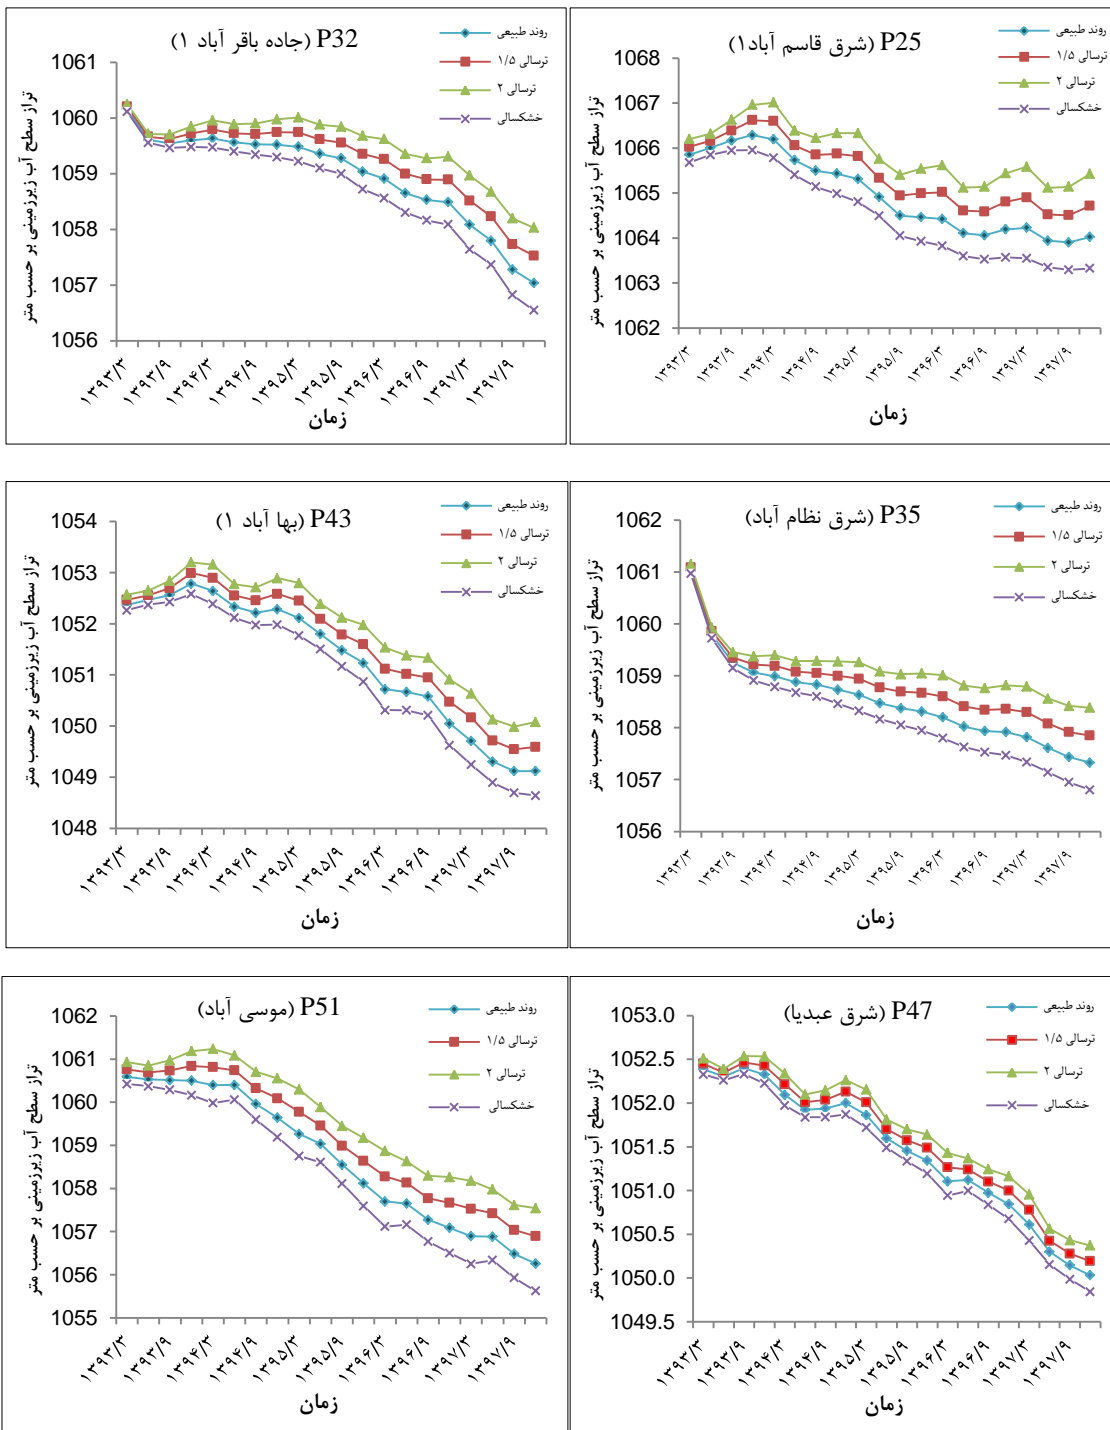 P25 (شرق قاسم آباد۱)
روند طبیعی
ترسالی ۱/۵
ترسالی ۲
خشکسالی
تراز سطح آب زیرزمینی بر حسب متر
1068
1067
1066
1065
1064
1063
1062
۱۳۹۳/۳
۱۳۹۳/۹
۱۳۹۴/۳
۱۳۹۴/۹
۱۳۹۵/۳
۱۳۹۵/۹
۱۳۹۶/۳
۱۳۹۶/۹
۱۳۹۷/۳
۱۳۹۷/۹
زمان
P32 (جاده باقر آباد ۱)
روند طبیعی
ترسالی ۱/۵
ترسالی ۲
خشکسالی
تراز سطح آب زیرزمینی بر حسب متر
1061
1060
1059
1058
1057
1056
۱۳۹۳/۳
۱۳۹۳/۹
۱۳۹۴/۳
۱۳۹۴/۹
۱۳۹۵/۳
۱۳۹۵/۹
۱۳۹۶/۳
۱۳۹۶/۹
۱۳۹۷/۳
۱۳۹۷/۹
زمان
P35 (شرق نظام آباد)
روند طبیعی
ترسالی ۱/۵
ترسالی ۲
خشکسالی
تراز سطح آب زیرزمینی بر حسب متر
1062
1061
1060
1059
1058
1057
1056
۱۳۹۳/۳
۱۳۹۳/۹
۱۳۹۴/۳
۱۳۹۴/۹
۱۳۹۵/۳
۱۳۹۵/۹
۱۳۹۶/۳
۱۳۹۶/۹
۱۳۹۷/۳
۱۳۹۷/۹
زمان
P43 (بها آباد ۱)
روند طبیعی
ترسالی ۱/۵
ترسالی ۲
خشکسالی
تراز سطح آب زیرزمینی بر حسب متر
1054
1053
1052
1051
1050
1049
1048
۱۳۹۳/۳
۱۳۹۳/۹
۱۳۹۴/۳
۱۳۹۴/۹
۱۳۹۵/۳
۱۳۹۵/۹
۱۳۹۶/۳
۱۳۹۶/۹
۱۳۹۷/۳
۱۳۹۷/۹
زمان
P47 (شرق عبدیا)
روند طبیعی
ترسالی ۱/۵
ترسالی ۲
خشکسالی
تراز سطح آب زیرزمینی بر حسب متر
1053.0
1052.5
1052.0
1051.5
1051.0
1050.5
1050.0
1049.5
۱۳۹۳/۳
۱۳۹۳/۹
۱۳۹۴/۳
۱۳۹۴/۹
۱۳۹۵/۳
۱۳۹۵/۹
۱۳۹۶/۳
۱۳۹۶/۹
۱۳۹۷/۳
۱۳۹۷/۹
زمان
P51 (موسی آباد)
روند طبیعی
ترسالی ۱/۵
ترسالی ۲
خشکسالی
تراز سطح آب زیرزمینی بر حسب متر
1062
1061
1060
1059
1058
1057
1056
1055
۱۳۹۳/۳
۱۳۹۳/۹
۱۳۹۴/۳
۱۳۹۴/۹
۱۳۹۵/۳
۱۳۹۵/۹
۱۳۹۶/۳
۱۳۹۶/۹
۱۳۹۷/۳
۱۳۹۷/۹
زمان